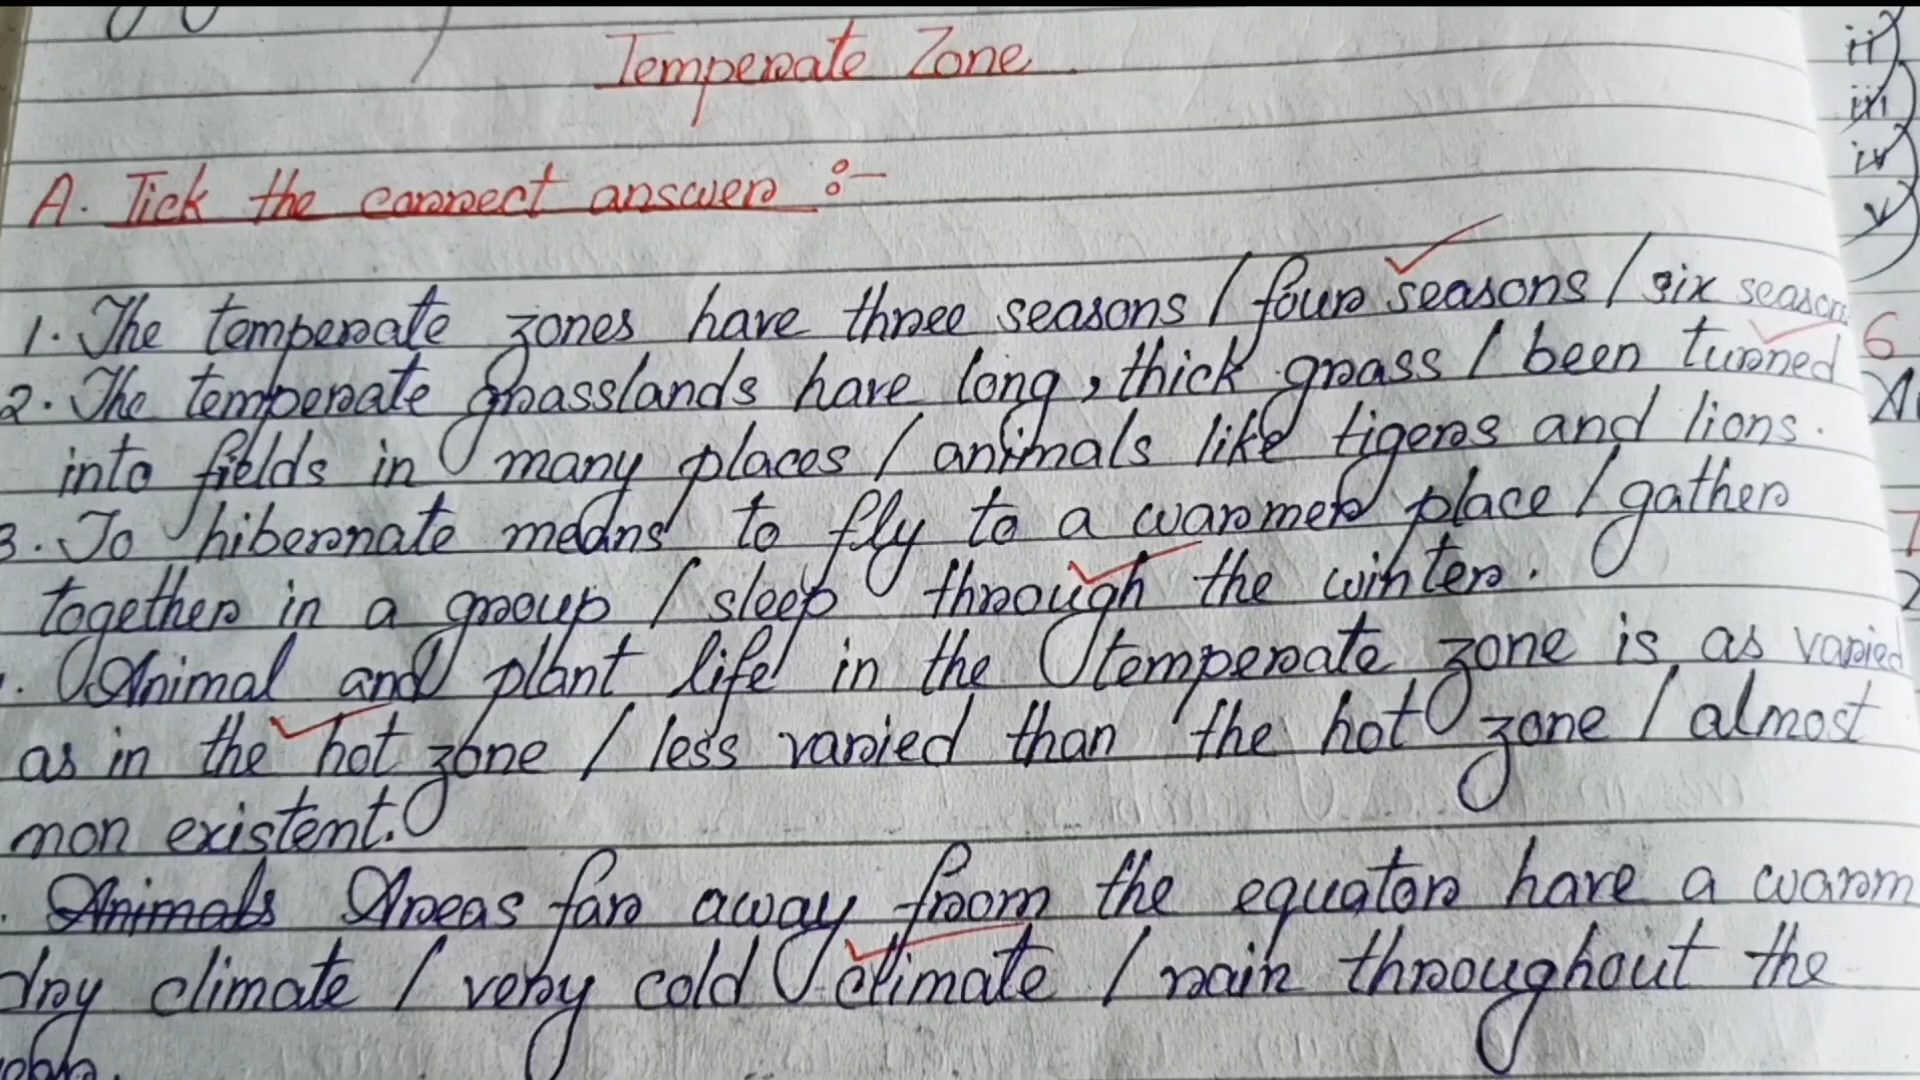 Temperate Zone.
A. Tick the correct answer :-
1. The temperate zones have three seasons / four seasons / six season
2. The temperate grasslands have long, thick grass / been turned
into fields in many places / animals like tigers and lions.
3. To hibernate means to fly to a warmer place / gather
together in a group / sleep through the winter.
. Animal and plant life in the temperate zone is as varied
as in the hot zone / less varied than the hot zone / almost
non existent.
. Animals Areas far away from the equator have a warm
dry climate / very cold climate / rain throughout the
ii)
iii)
iv)
v)
6